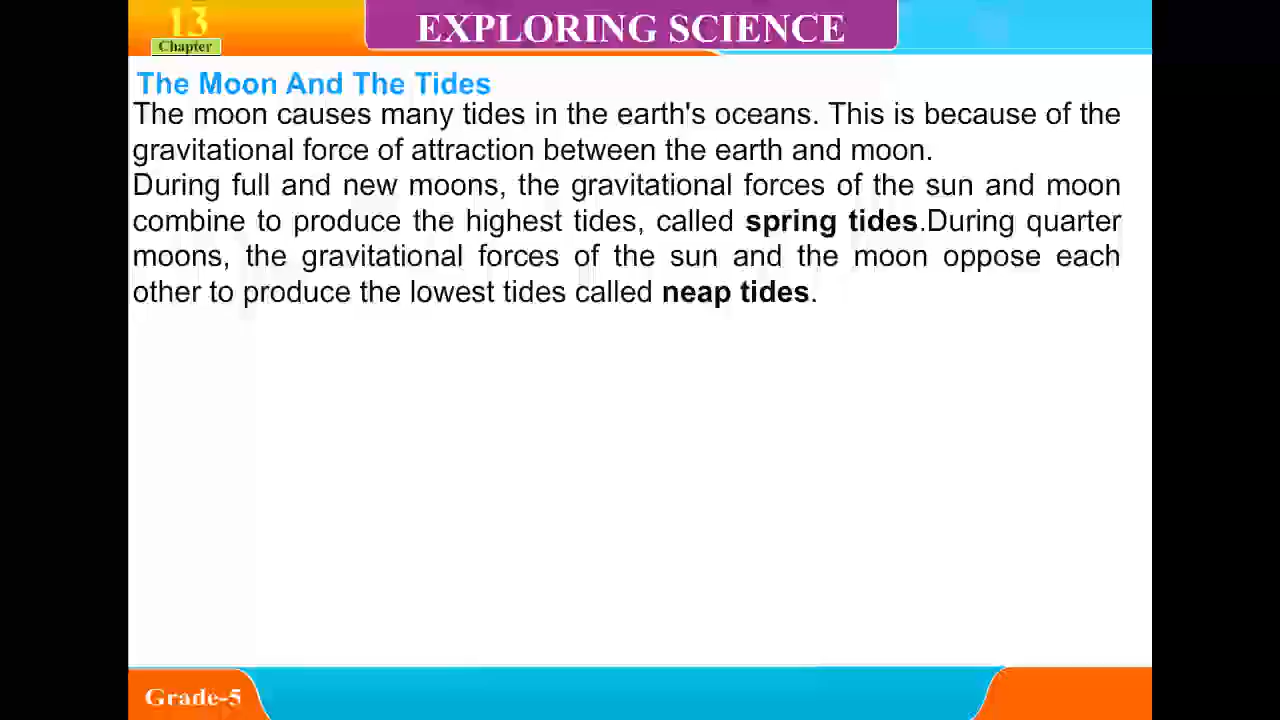 13
Chapter
EXPLORING SCIENCE
The Moon And The Tides
The moon causes many tides in the earth's oceans. This is because of the
gravitational force of attraction between the earth and moon.
During full and new moons, the gravitational forces of the sun and moon
combine to produce the highest tides, called spring tides.During quarter
moons, the gravitational forces of the sun and the moon oppose each
other to produce the lowest tides called neap tides.
Grade-5